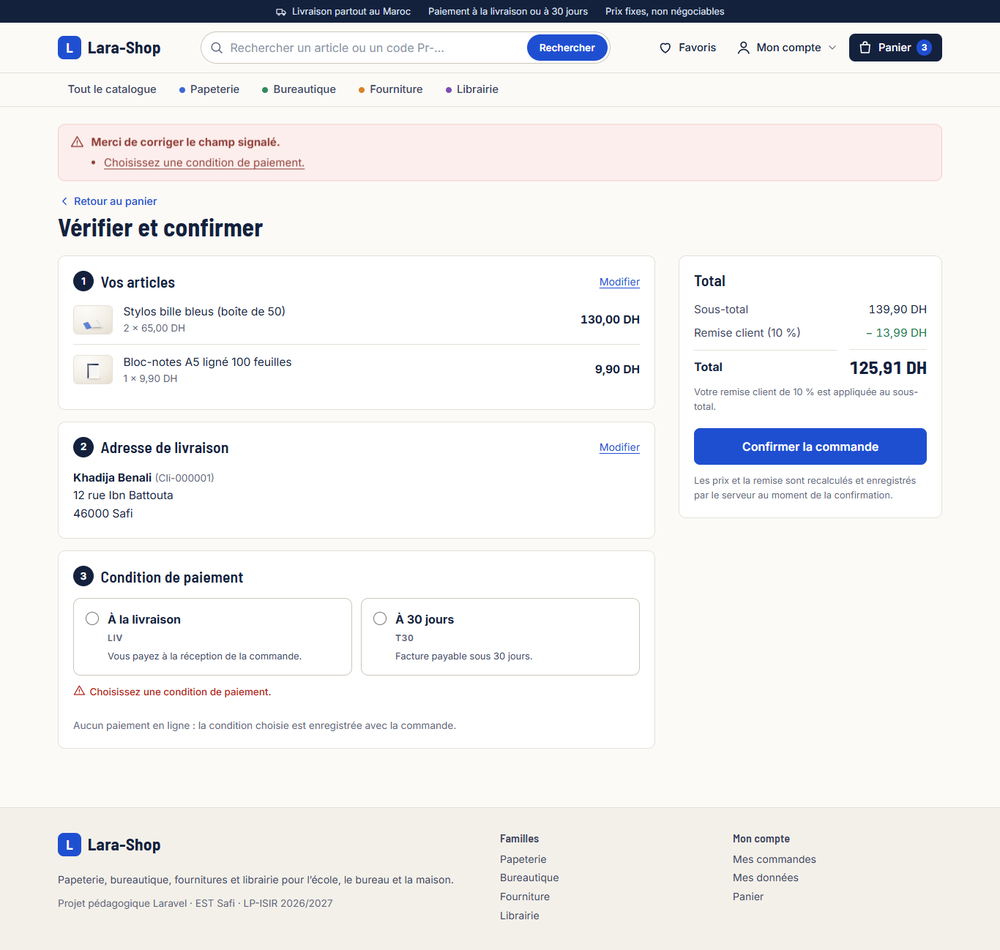 Livraison partout au Maroc Paiement à la livraison ou à 30 jours Prix fixes, non négociables
L Lara-Shop
Rechercher un article ou un code Pr-...
Rechercher
Favoris
Mon compte
Panier 3
Tout le catalogue
Papeterie
Bureautique
Fourniture
Librairie
Merci de corriger le champ signalé.
• Choisissez une condition de paiement.
Retour au panier
Vérifier et confirmer
1 Vos articles
Modifier
Stylos bille bleus (boîte de 50)
2 × 65,00 DH
130,00 DH
Bloc-notes A5 ligné 100 feuilles
1 × 9,90 DH
9,90 DH
2 Adresse de livraison
Modifier
Khadija Benali (Cli-000001)
12 rue Ibn Battouta
46000 Safi
3 Condition de paiement
À la livraison
LIV
Vous payez à la réception de la commande.
À 30 jours
T30
Facture payable sous 30 jours.
Choisissez une condition de paiement.
Aucun paiement en ligne : la condition choisie est enregistrée avec la commande.
Total
Sous-total 139,90 DH
Remise client (10 %) − 13,99 DH
Total 125,91 DH
Votre remise client de 10 % est appliquée au sous-
total.
Confirmer la commande
Les prix et la remise sont recalculés et enregistrés
par le serveur au moment de la confirmation.
L Lara-Shop
Papeterie, bureautique, fournitures et librairie pour l’école, le bureau et la maison.
Projet pédagogique Laravel · EST Safi · LP-ISIR 2026/2027
Familles
Papeterie
Bureautique
Fourniture
Librairie
Mon compte
Mes commandes
Mes données
Panier